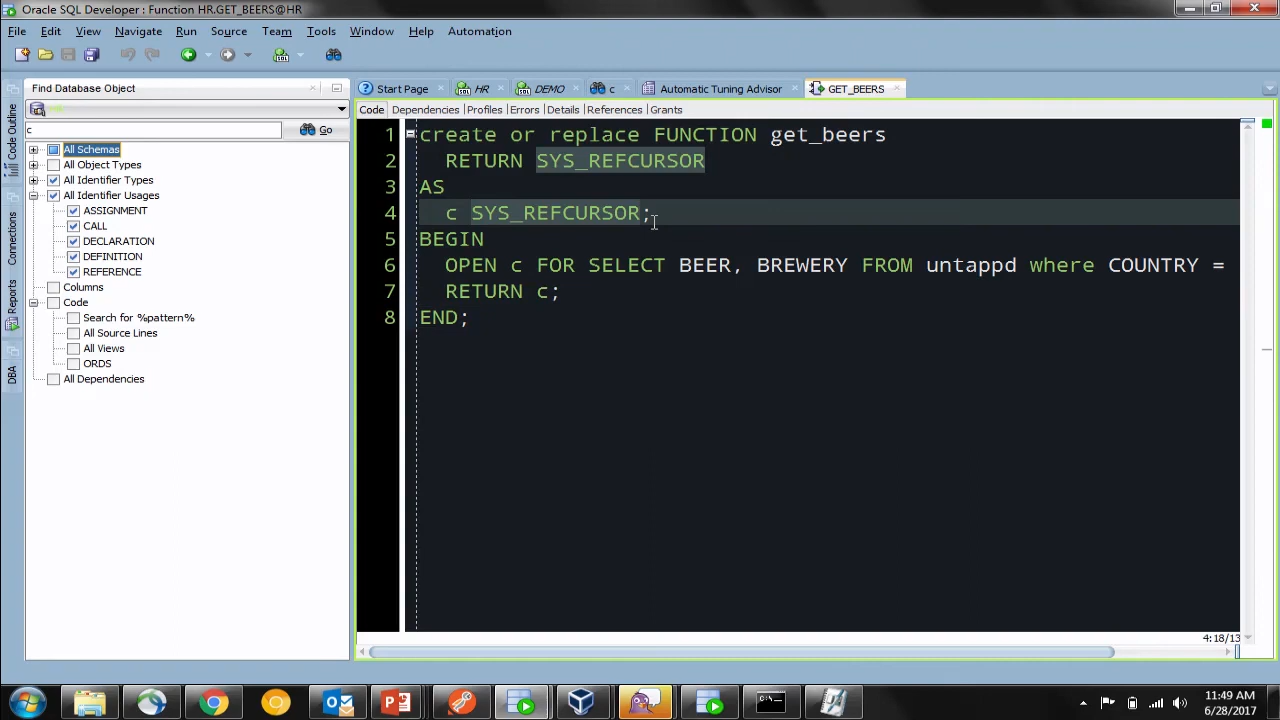 Oracle SQL Developer : Function HR.GET_BEERS@HR
File Edit View Navigate Run Source Team Tools Window Help Automation
Find Database Object
Start Page HR DEMO c Automatic Tuning Advisor GET_BEERS
Code Dependencies Profiles Errors Details References Grants
c Go
All Schemas
All Object Types
All Identifier Types
All Identifier Usages
ASSIGNMENT
CALL
DECLARATION
DEFINITION
REFERENCE
Columns
Code
Search for %pattern%
All Source Lines
All Views
ORDS
All Dependencies
Code Outline
Connections
Reports
DBA
1 create or replace FUNCTION get_beers
2 RETURN SYS_REFCURSOR
3 AS
4 c SYS_REFCURSOR;
5 BEGIN
6 OPEN c FOR SELECT BEER, BREWERY FROM untappd where COUNTRY =
7 RETURN c;
8 END;
4:18/13
11:49 AM
6/28/2017